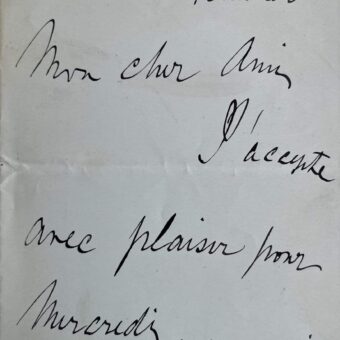 Mon cher Ami
J'accepte
avec plaisir pour
Mercredi